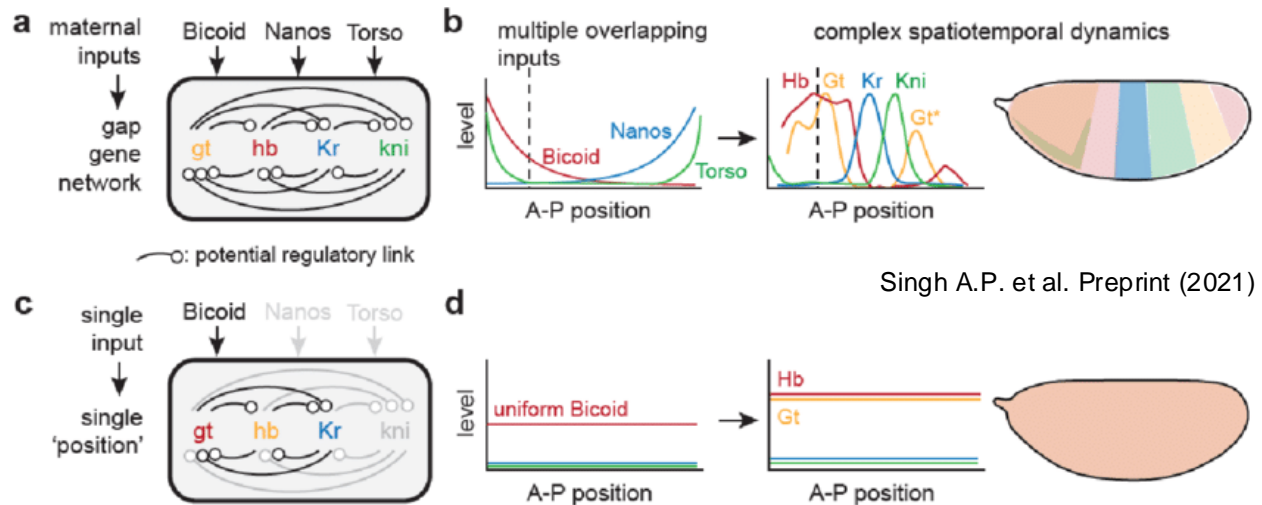 a
maternal
inputs
Bicoid Nanos Torso
gap
gene
network
gt hb Kr kni
: potential regulatory link
b
multiple overlapping
inputs
complex spatiotemporal dynamics
level
Nanos
Bicoid
Torso
A-P position
Hb Gt Kr Kni
Gt*
A-P position
Singh A.P. et al. Preprint (2021)
c
single
input
Bicoid Nanos Torso
single
'position'
gt hb Kr kni
d
level
uniform Bicoid
A-P position
Hb
Gt
A-P position